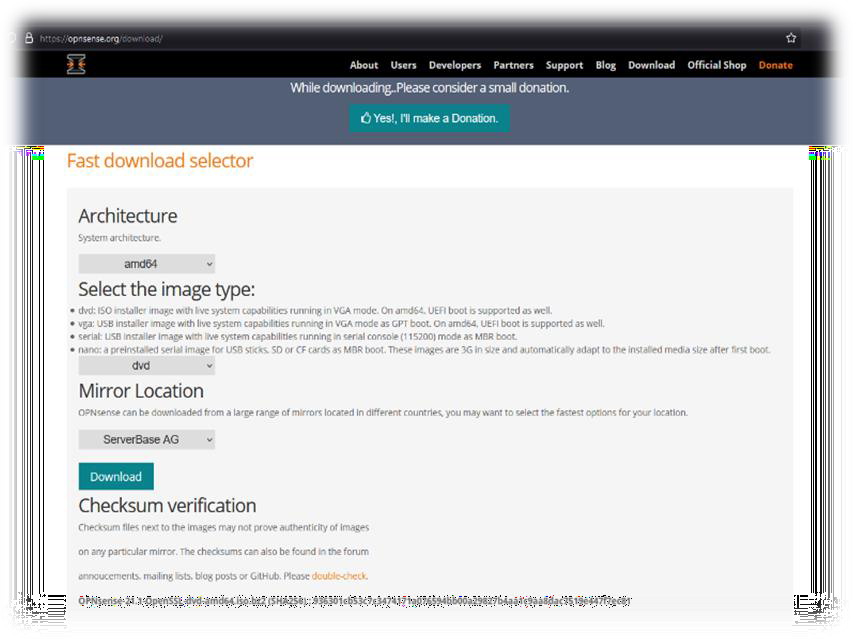 https://opnsense.org/download/
About Users Developers Partners Support Blog Download Official Shop Donate
While downloading..Please consider a small donation.
Yes!, I'll make a Donation.
Fast download selector
Architecture
System architecture.
amd64
Select the image type:
• dvd: ISO installer image with live system capabilities running in VGA mode. On amd64, UEFI boot is supported as well.
• vga: USB installer image with live system capabilities running in VGA mode as GPT boot. On amd64, UEFI boot is supported as well.
• serial: USB installer image with live system capabilities running in serial console (115200) mode as MBR boot.
• nano: a preinstalled serial image for USB sticks, SD or CF cards as MBR boot. These images are 3G in size and automatically adapt to the installed media size after first boot.
dvd
Mirror Location
OPNsense can be downloaded from a large range of mirrors located in different countries, you may want to select the fastest options for your location.
ServerBase AG
Download
Checksum verification
Checksum files next to the images may not prove authenticity of images
on any particular mirror. The checksums can also be found in the forum
annoucements, mailing lists, blog posts or GitHub. Please double-check.